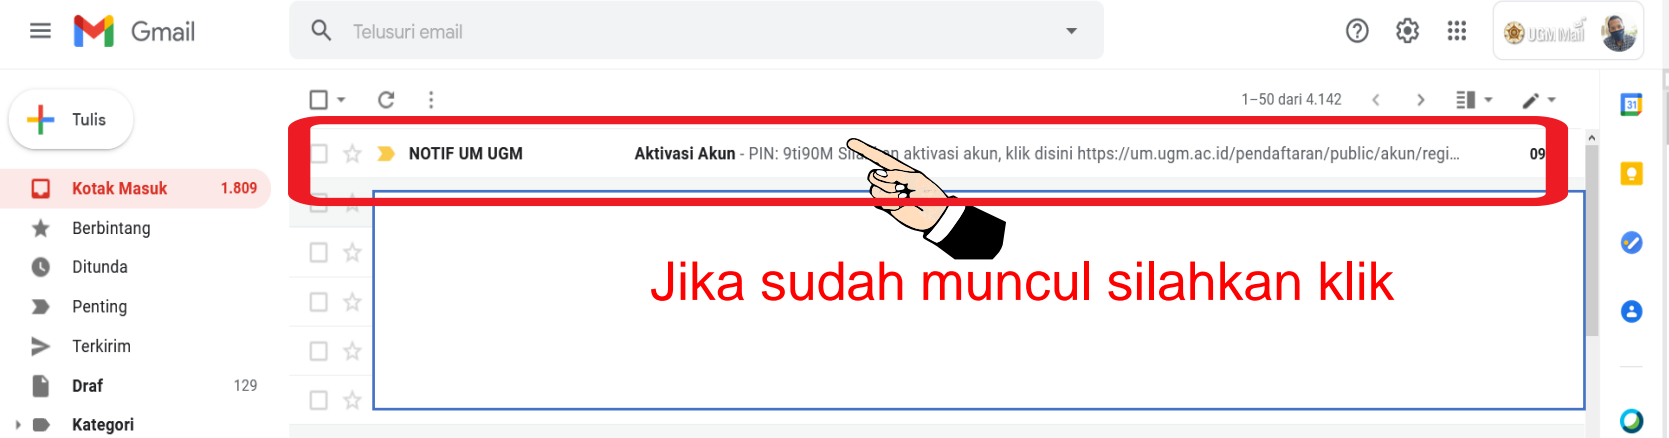 Gmail
Telusuri email
UGM Mail
Tulis
1–50 dari 4.142
31
NOTIF UM UGM Aktivasi Akun - PIN: 9ti90M aktivasi akun, klik disini https://um.ugm.ac.id/pendaftaran/public/akun/regi... 09
Kotak Masuk 1.809
Berbintang
Ditunda
Jika sudah muncul silahkan klik
Penting
Terkirim
Draf 129
Kategori